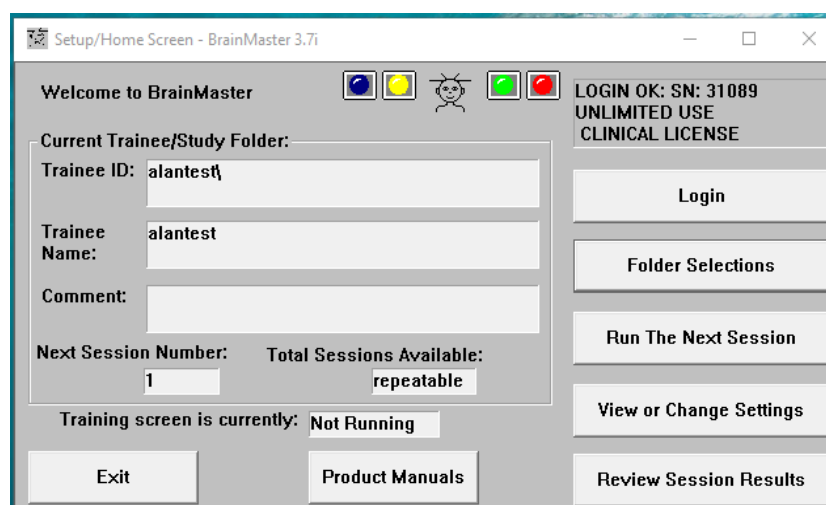 Setup/Home Screen - BrainMaster 3.7i
Welcome to BrainMaster
LOGIN OK: SN: 31089
UNLIMITED USE
CLINICAL LICENSE
Current Trainee/Study Folder:
Trainee ID: alantest\
Login
Trainee Name: alantest
Folder Selections
Comment:
Run The Next Session
Next Session Number: 1
Total Sessions Available: repeatable
Training screen is currently: Not Running
View or Change Settings
Exit
Product Manuals
Review Session Results